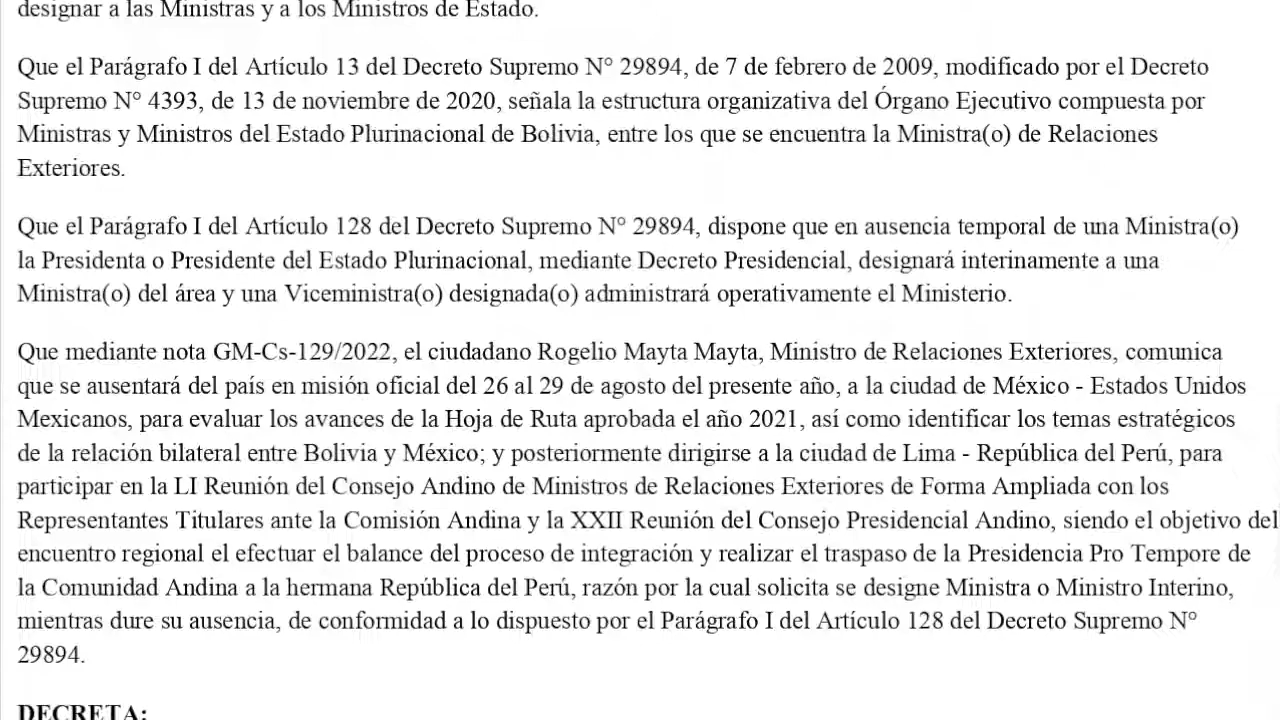 designar a las Ministras y a los Ministros de Estado.
Que el Parágrafo I del Artículo 13 del Decreto Supremo N° 29894, de 7 de febrero de 2009, modificado por el Decreto
Supremo N° 4393, de 13 de noviembre de 2020, señala la estructura organizativa del Órgano Ejecutivo compuesta por
Ministras y Ministros del Estado Plurinacional de Bolivia, entre los que se encuentra la Ministra(o) de Relaciones
Exteriores.
Que el Parágrafo I del Artículo 128 del Decreto Supremo N° 29894, dispone que en ausencia temporal de una Ministra(o)
la Presidenta o Presidente del Estado Plurinacional, mediante Decreto Presidencial, designará interinamente a una
Ministra(o) del área y una Viceministra(o) designada(o) administrará operativamente el Ministerio.
Que mediante nota GM-Cs-129/2022, el ciudadano Rogelio Mayta Mayta, Ministro de Relaciones Exteriores, comunica
que se ausentará del país en misión oficial del 26 al 29 de agosto del presente año, a la ciudad de México - Estados Unidos
Mexicanos, para evaluar los avances de la Hoja de Ruta aprobada el año 2021, así como identificar los temas estratégicos
de la relación bilateral entre Bolivia y México; y posteriormente dirigirse a la ciudad de Lima - República del Perú, para
participar en la LI Reunión del Consejo Andino de Ministros de Relaciones Exteriores de Forma Ampliada con los
Representantes Titulares ante la Comisión Andina y la XXII Reunión del Consejo Presidencial Andino, siendo el objetivo del
encuentro regional el efectuar el balance del proceso de integración y realizar el traspaso de la Presidencia Pro Tempore de
la Comunidad Andina a la hermana República del Perú, razón por la cual solicita se designe Ministra o Ministro Interino,
mientras dure su ausencia, de conformidad a lo dispuesto por el Parágrafo I del Artículo 128 del Decreto Supremo N°
29894.
DECRETA: